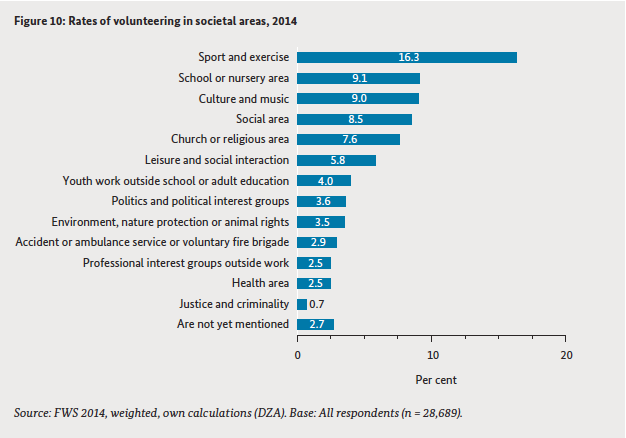 Figure 10: Rates of volunteering in societal areas, 2014
Sport and exercise 16.3
School or nursery area 9.1
Culture and music 9.0
Social area 8.5
Church or religious area 7.6
Leisure and social interaction 5.8
Youth work outside school or adult education 4.0
Politics and political interest groups 3.6
Environment, nature protection or animal rights 3.5
Accident or ambulance service or voluntary fire brigade 2.9
Professional interest groups outside work 2.5
Health area 2.5
Justice and criminality 0.7
Are not yet mentioned 2.7
0 10 20
Per cent
Source: FWS 2014, weighted, own calculations (DZA). Base: All respondents (n = 28,689).